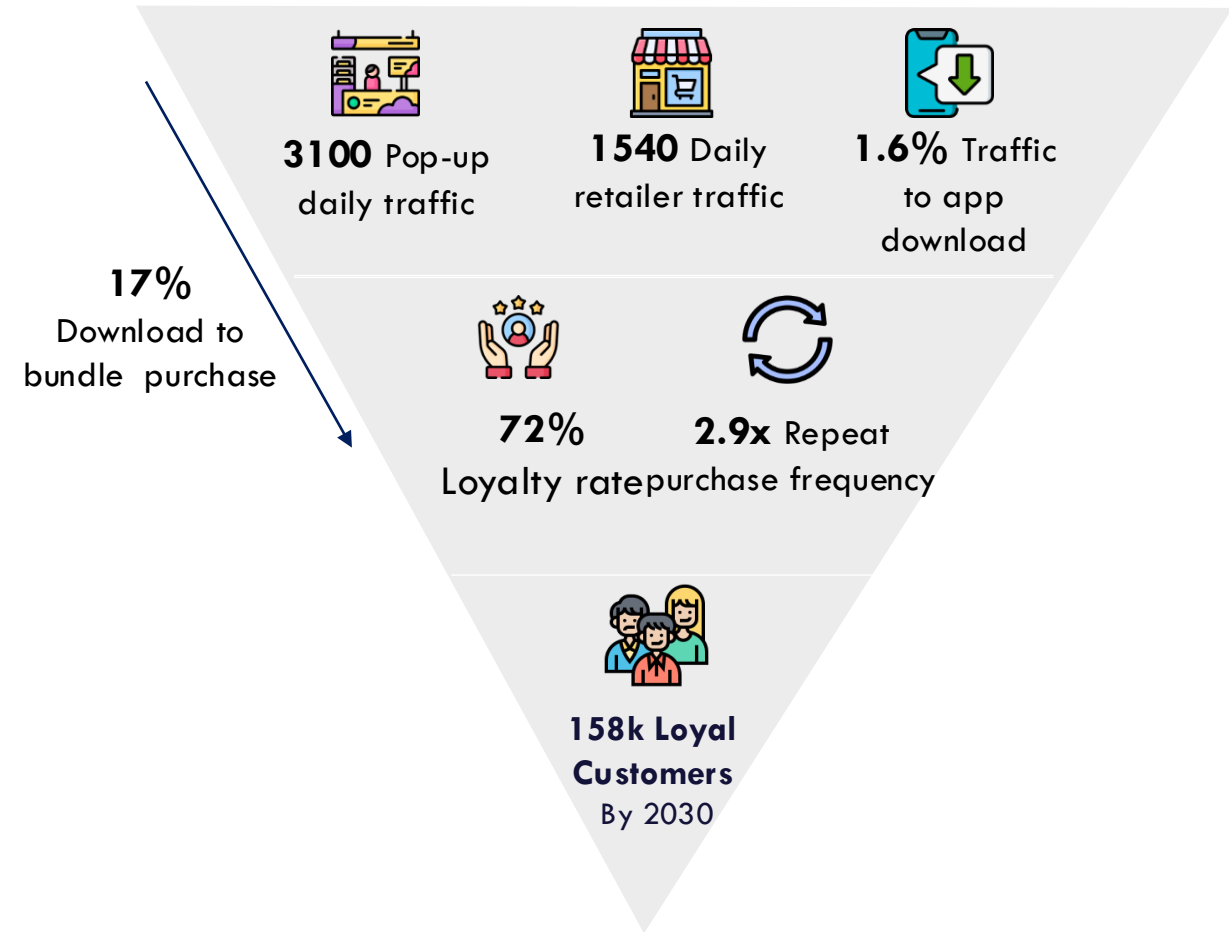 3100 Pop-up
daily traffic
1540 Daily
retailer traffic
1.6% Traffic
to app
download
17%
Download to
bundle purchase
72%
Loyalty rate
2.9x Repeat
purchase frequency
158k Loyal
Customers
By 2030